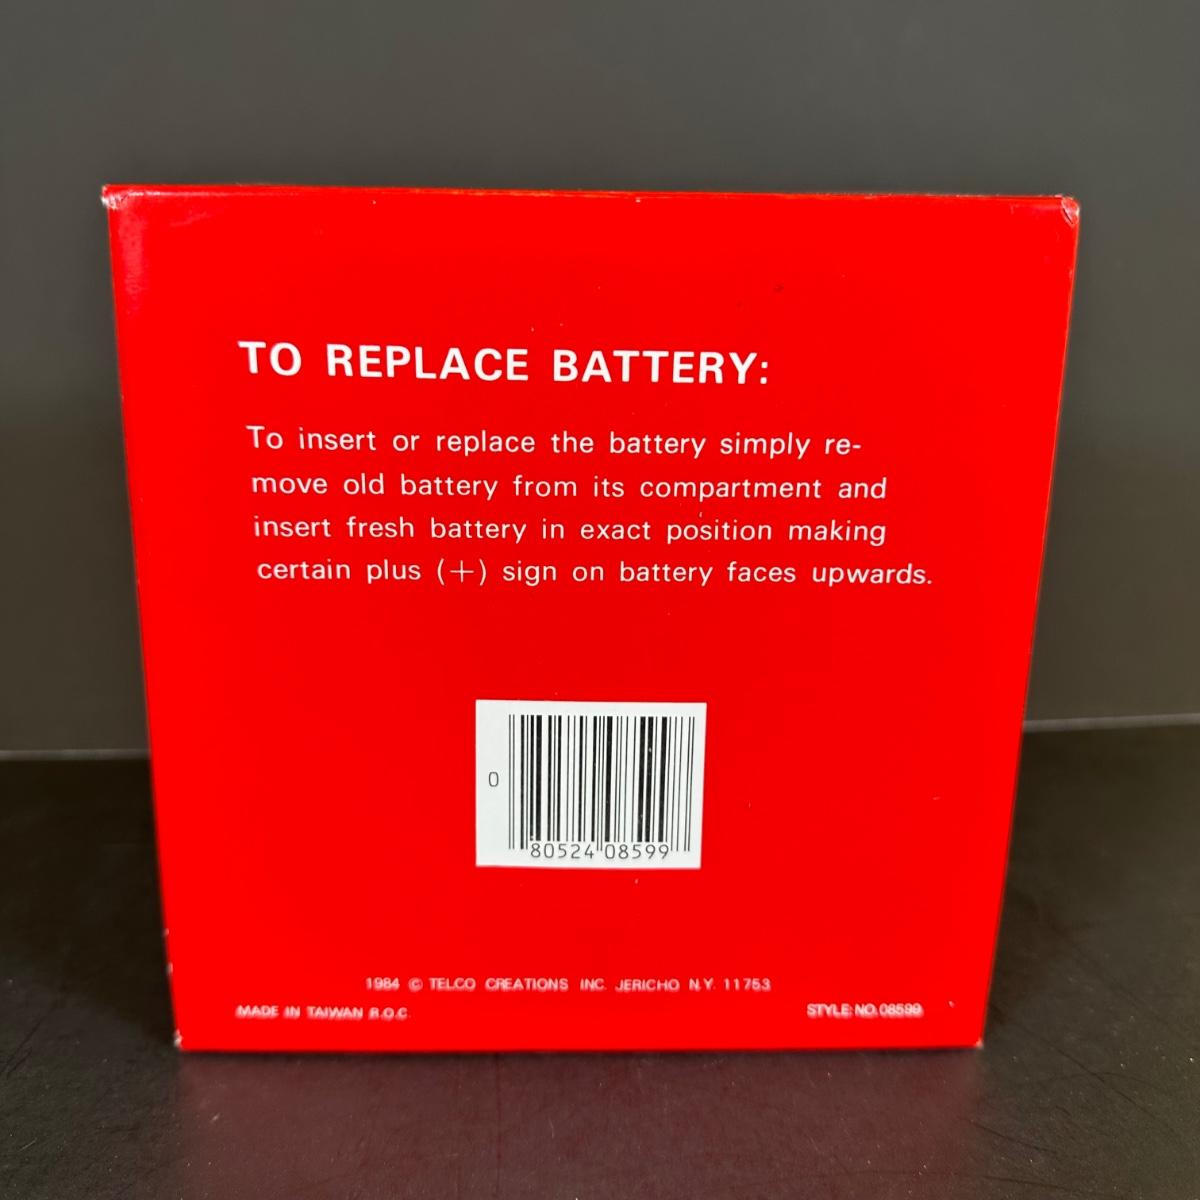 TO REPLACE BATTERY:
To insert or replace the battery simply re-
move old battery from its compartment and
insert fresh battery in exact position making
certain plus (+) sign on battery faces upwards.
0
80524 08599
1984 © TELCO CREATIONS INC. JERICHO N.Y. 11753
MADE IN TAIWAN R.O.C.
STYLE: NO. 08599